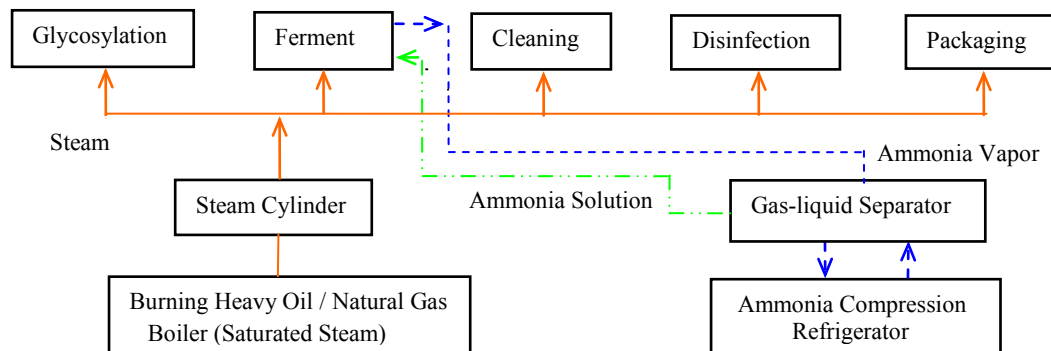 Glycosylation
Ferment
Cleaning
Disinfection
Packaging
Steam
Ammonia Vapor
Steam Cylinder
Ammonia Solution
Gas-liquid Separator
Burning Heavy Oil / Natural Gas
Boiler (Saturated Steam)
Ammonia Compression
Refrigerator